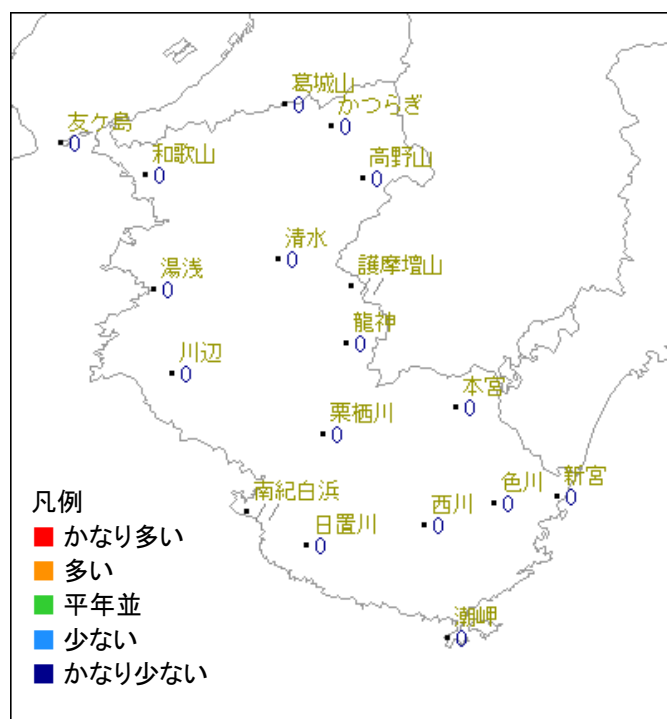 葛城山
0
かつらぎ
0
友ケ島
0
和歌山
0
高野山
0
清水
0
護摩壇山
//
湯浅
0
龍神
0
川辺
0
本宮
0
栗栖川
0
南紀白浜
//
日置川
0
西川
0
色川
0
新宮
0
潮岬
0
凡例
かなり多い
多い
平年並
少ない
かなり少ない